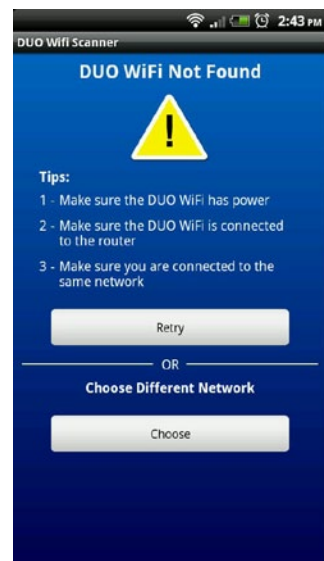 2:43 PM
DUO Wifi Scanner
DUO WiFi Not Found
!
Tips:
1 - Make sure the DUO WiFi has power
2 - Make sure the DUO WiFi is connected
to the router
3 - Make sure you are connected to the
same network
Retry
OR
Choose Different Network
Choose